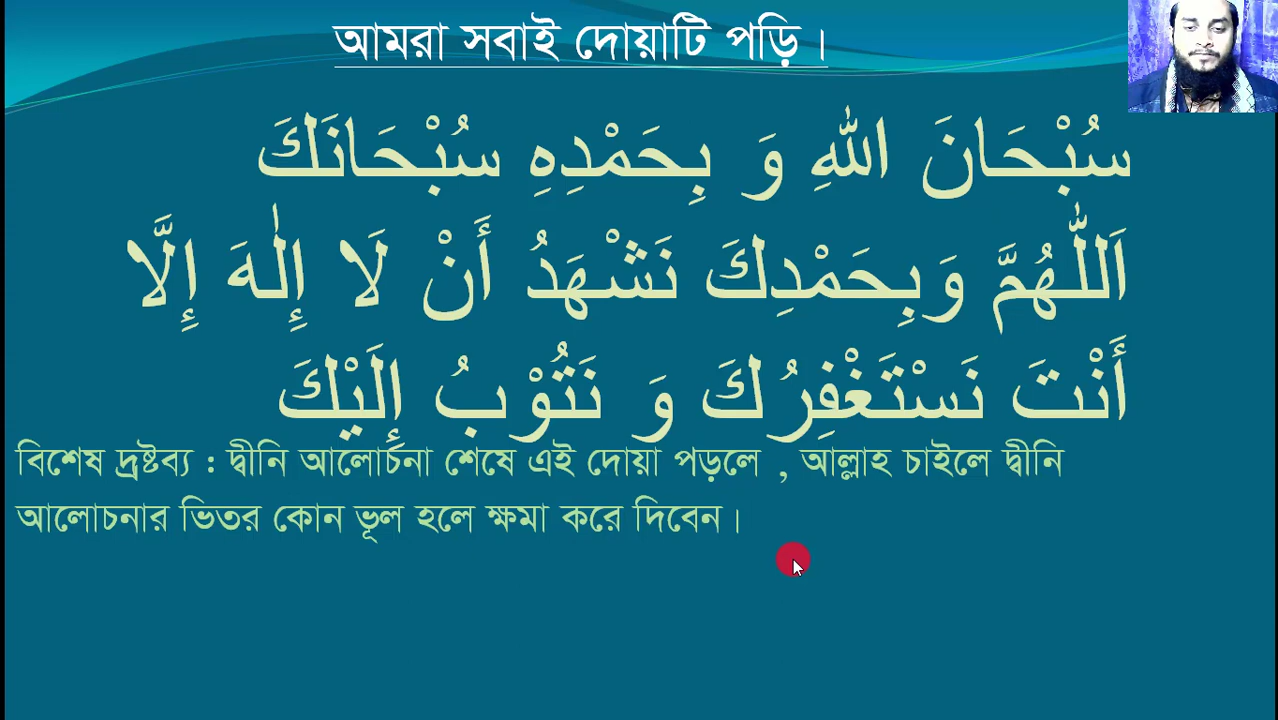 আমরা সবাই দোয়াটি পড়ি।
سُبْحَانَ اللّٰهِ وَ بِحَمْدِهِ سُبْحَانَكَ
اَللّٰهُمَّ وَبِحَمْدِكَ نَشْهَدُ أَنْ لَا إِلٰهَ إِلَّا
أَنْتَ نَسْتَغْفِرُكَ وَ نَتُوْبُ إِلَيْكَ
বিশেষ দ্রষ্টব্য : দ্বীনি আলোচনা শেষে এই দোয়া পড়লে , আল্লাহ চাইলে দ্বীনি
আলোচনার ভিতর কোন ভূল হলে ক্ষমা করে দিবেন।